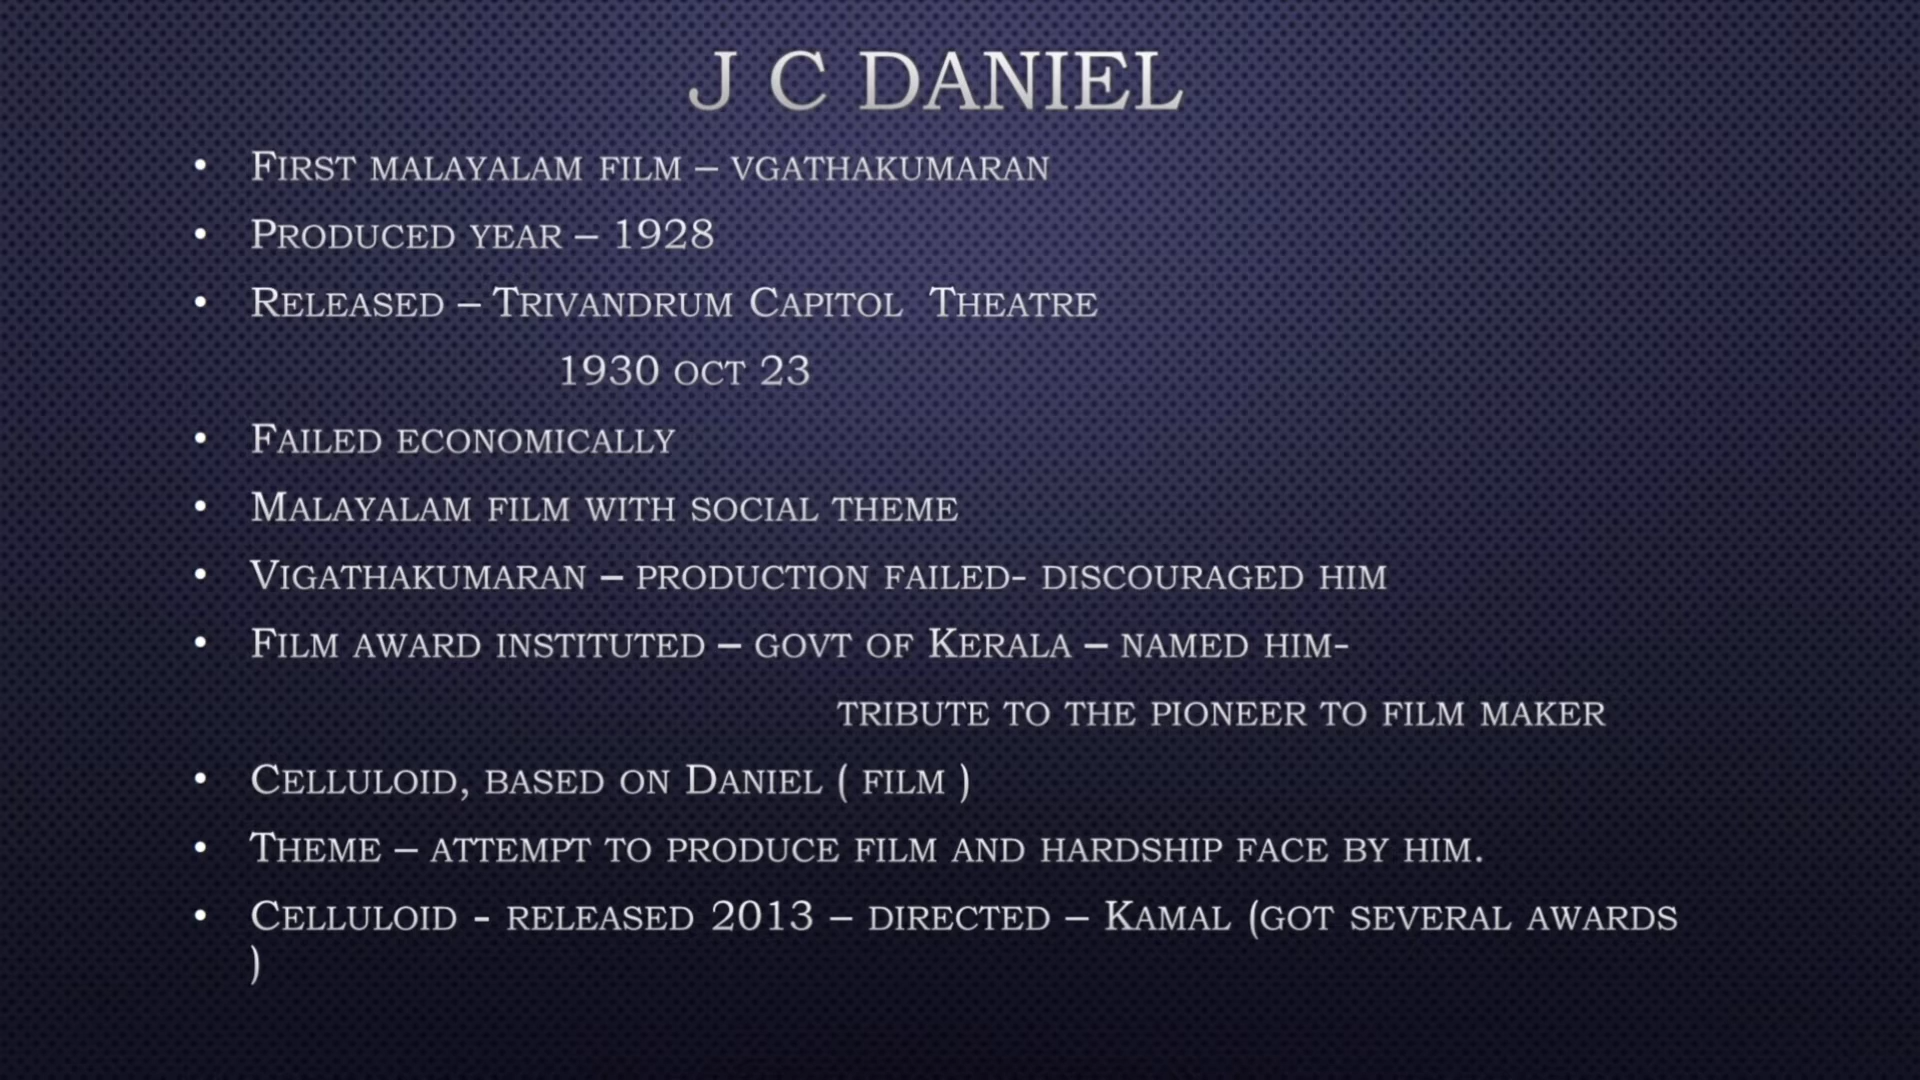 J C DANIEL
• First malayalam film – vgathakumaran
• Produced year – 1928
• Released – Trivandrum Capitol Theatre
1930 oct 23
• Failed economically
• Malayalam film with social theme
• Vigathakumaran – production failed- discouraged him
• Film award instituted – govt of Kerala – named him-
tribute to the pioneer to film maker
• Celluloid, based on Daniel ( film )
• Theme – attempt to produce film and hardship face by him.
• Celluloid - released 2013 – directed – Kamal (got several awards
)